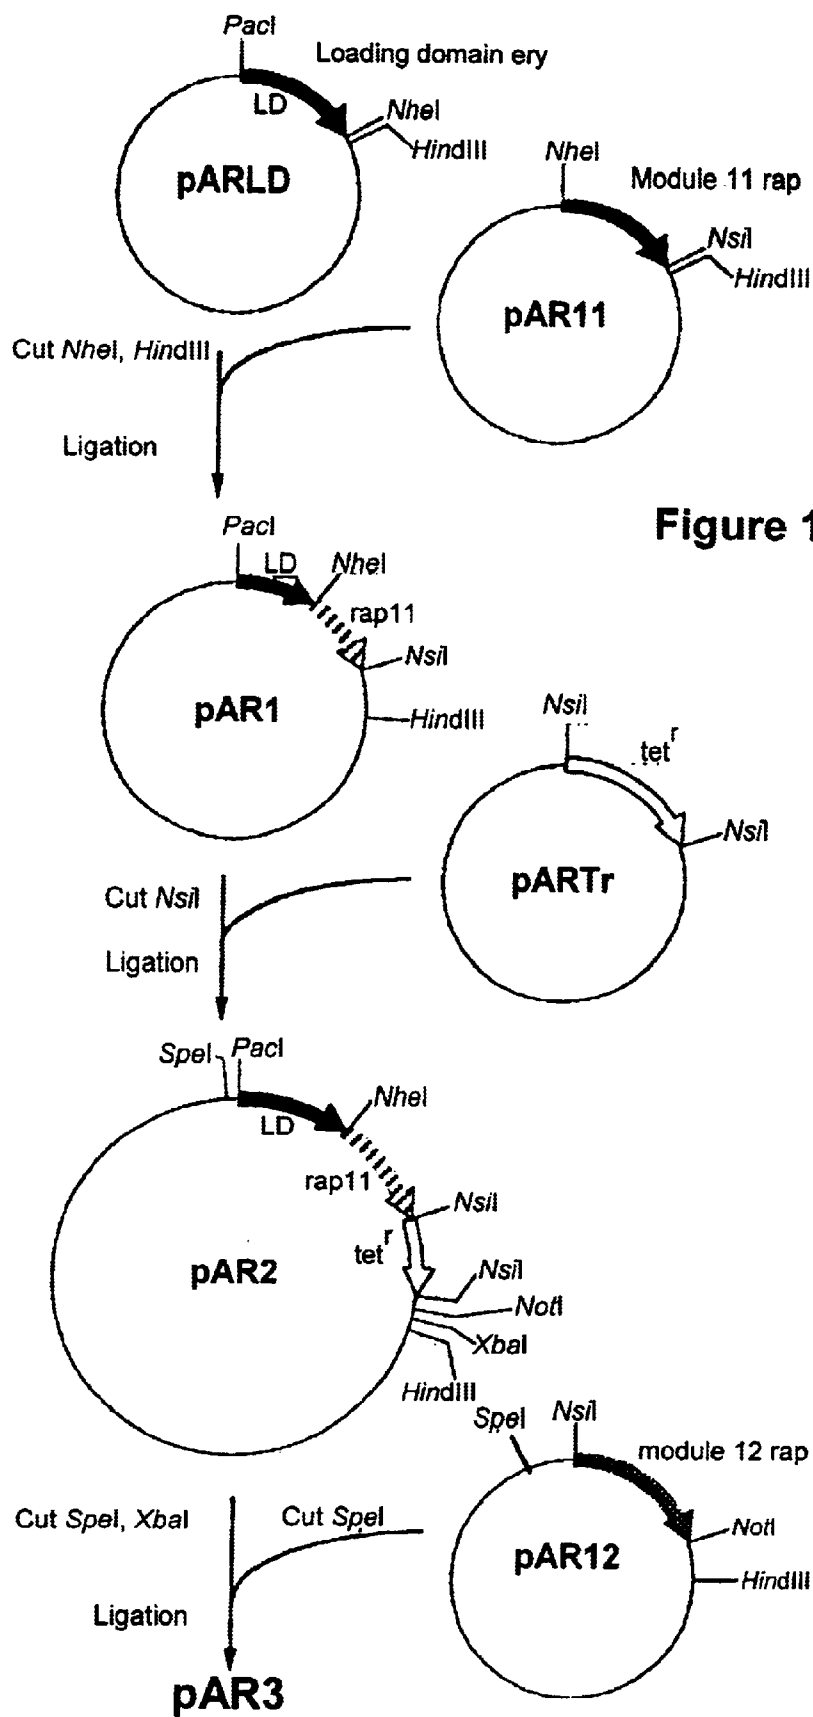 PacI
Loading domain ery
LD
NheI
HindIII
pARLD
NheI
Module 11 rap
NsiI
HindIII
pAR11
Cut NheI, HindIII
Ligation
Figure 1
PacI
LD
NheI
rap11
NsiI
HindIII
pAR1
NsiI
tet r
NsiI
pARTr
Cut NsiI
Ligation
SpeI
PacI
LD
NheI
rap11
NsiI
tet r
NsiI
NotI
XbaI
HindIII
pAR2
SpeI
NsiI
module 12 rap
NotI
HindIII
pAR12
Cut SpeI, XbaI
Cut SpeI
Ligation
pAR3